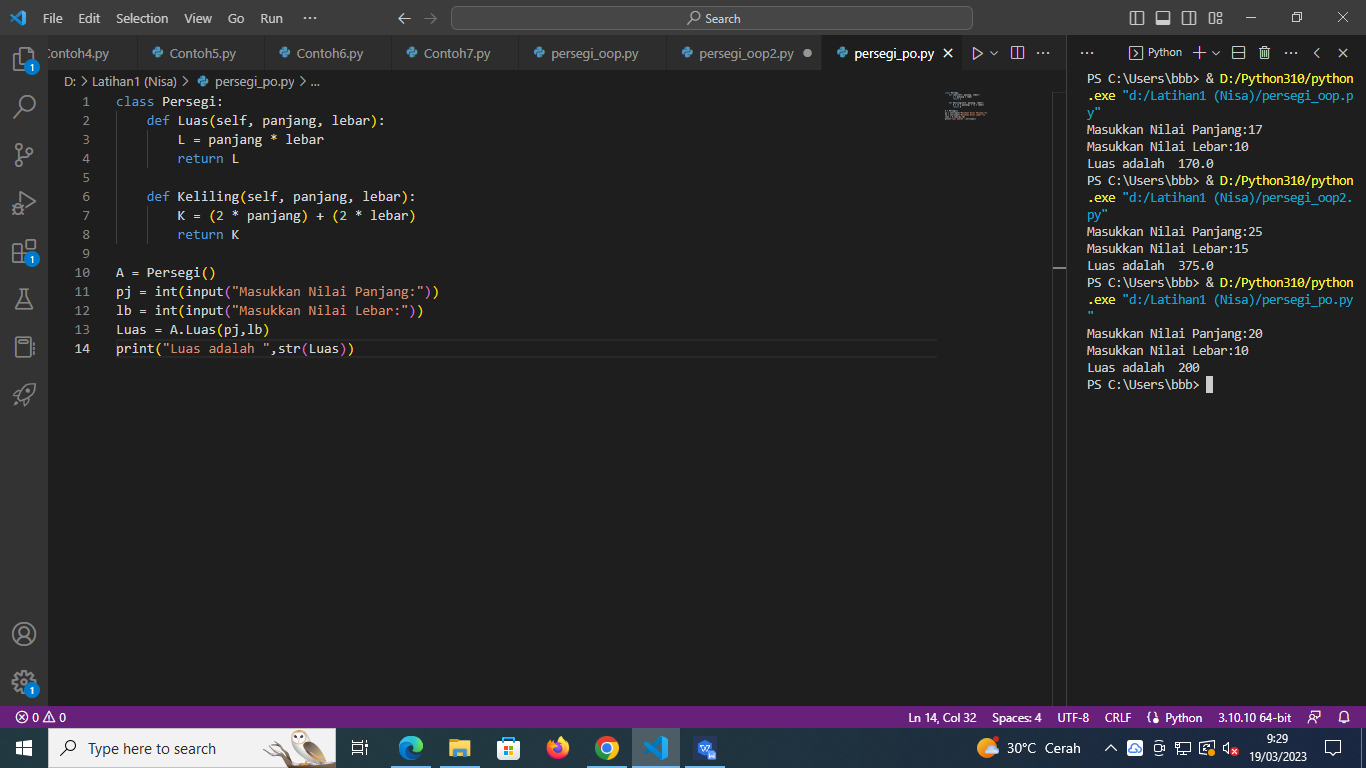 File Edit Selection View Go Run ··· Search
Contoh4.py Contoh5.py Contoh6.py Contoh7.py persegi_oop.py persegi_oop2.py persegi_po.py
D: > Latihan1 (Nisa) > persegi_po.py > ...
1 class Persegi:
2 def Luas(self, panjang, lebar):
3 L = panjang * lebar
4 return L
5
6 def Keliling(self, panjang, lebar):
7 K = (2 * panjang) + (2 * lebar)
8 return K
9
10 A = Persegi()
11 pj = int(input("Masukkan Nilai Panjang:"))
12 lb = int(input("Masukkan Nilai Lebar:"))
13 Luas = A.Luas(pj,lb)
14 print("Luas adalah ",str(Luas))
Python
PS C:\Users\bbb> & D:/Python310/python
.exe "d:/Latihan1 (Nisa)/persegi_oop.p
y"
Masukkan Nilai Panjang:17
Masukkan Nilai Lebar:10
Luas adalah  170.0
PS C:\Users\bbb> & D:/Python310/python
.exe "d:/Latihan1 (Nisa)/persegi_oop2.
py"
Masukkan Nilai Panjang:25
Masukkan Nilai Lebar:15
Luas adalah  375.0
PS C:\Users\bbb> & D:/Python310/python
.exe "d:/Latihan1 (Nisa)/persegi_po.py
"
Masukkan Nilai Panjang:20
Masukkan Nilai Lebar:10
Luas adalah  200
PS C:\Users\bbb>
1
1
1
0 0 Ln 14, Col 32 Spaces: 4 UTF-8 CRLF Python 3.10.10 64-bit
Type here to search 30°C Cerah 9:29
19/03/2023